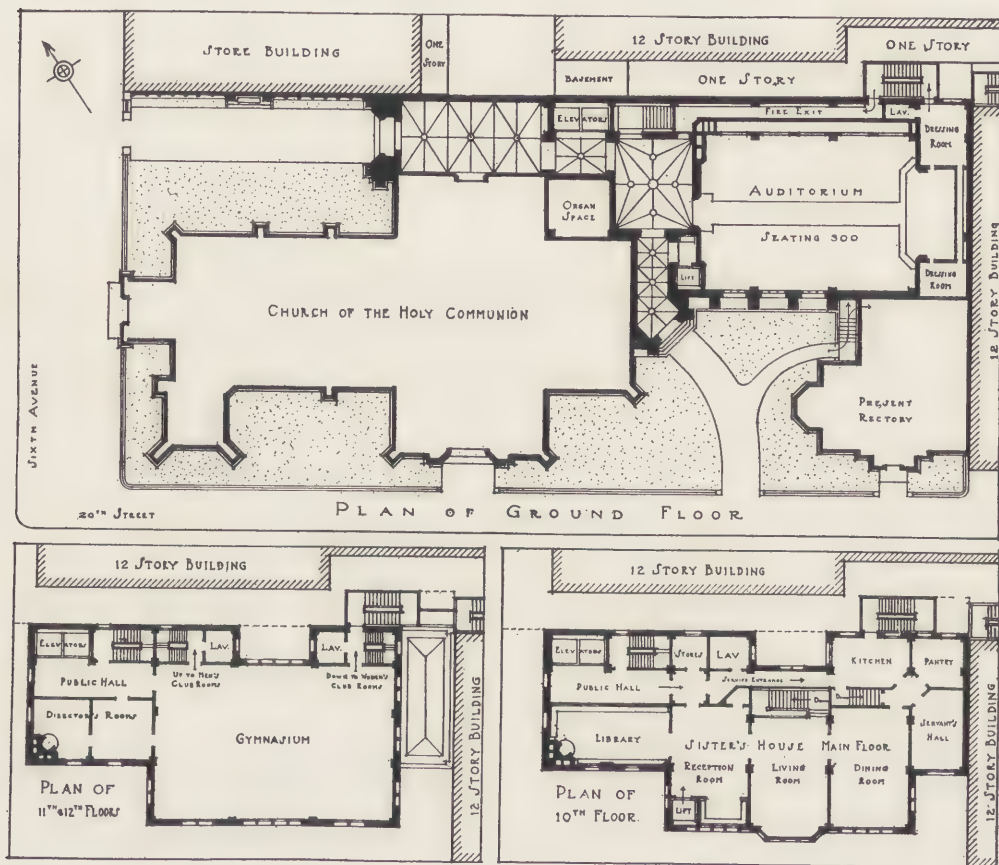 STORE BUILDING
ONE
STORY
12 STORY BUILDING
ONE STORY
BASEMENT
ONE STORY
ELEVATORS
FIRE EXIT
LAV.
DRESSING
ROOM
AUDITORIUM
SEATING 300
ORGAN
SPACE
LIFT
DRESSING
ROOM
12 STORY BUILDING
CHURCH OF THE HOLY COMMUNION
PRESENT
RECTORY
SIXTH AVENUE
20TH STREET
PLAN OF GROUND FLOOR
12 STORY BUILDING
ELEVATORS
LAV.
LAV.
UP TO MEN'S
CLUB ROOMS
DOWN TO WOMEN'S
CLUB ROOMS
PUBLIC HALL
DIRECTOR'S ROOMS
GYMNASIUM
12 STORY BUILDING
PLAN OF
11TH & 12TH FLOORS
12 STORY BUILDING
ELEVATORS
STORES
LAV
KITCHEN
PANTRY
PUBLIC HALL
SERVICE ENTRANCE
LIBRARY
SISTER'S HOUSE MAIN FLOOR
SERVANT'S
HALL
RECEPTION
ROOM
LIVING
ROOM
DINING
ROOM
LIFT
12 STORY BUILDING
PLAN OF
10TH FLOOR.